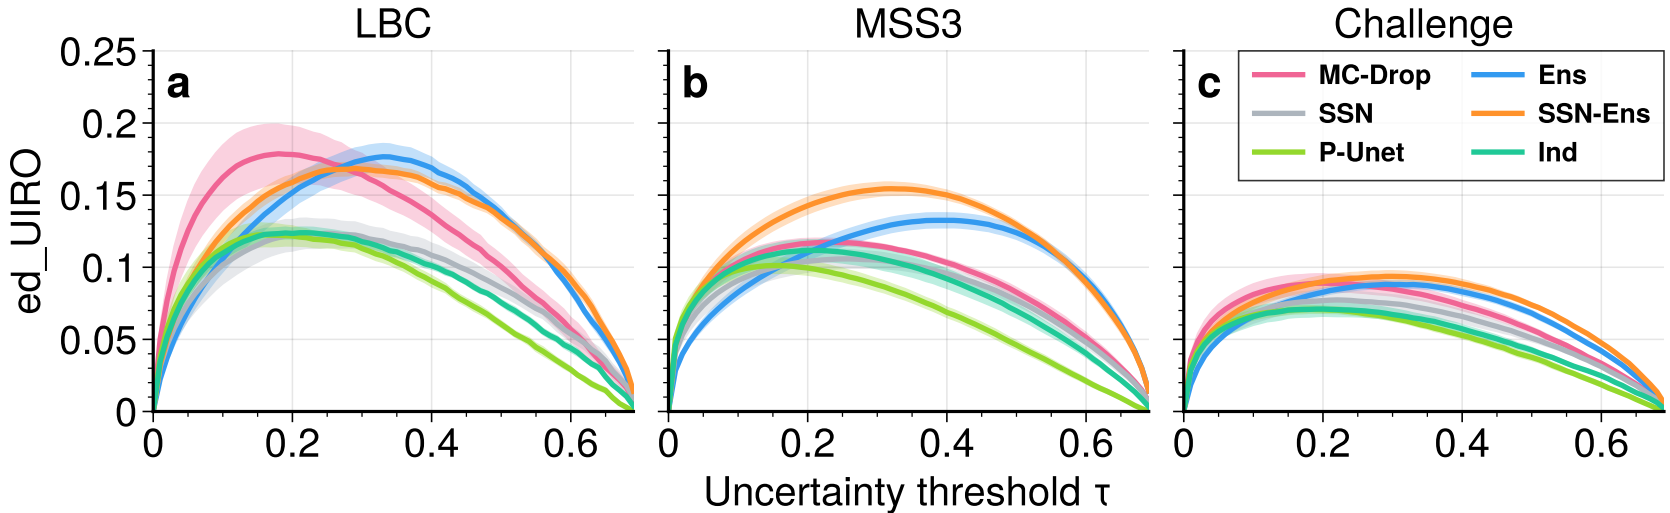 LBC
MSS3
Challenge
ed_UIRO
0.25
0.2
0.15
0.1
0.05
0
a
b
c
MC-Drop
Ens
SSN
SSN-Ens
P-Unet
Ind
0 0.2 0.4 0.6
0 0.2 0.4 0.6
0 0.2 0.4 0.6
Uncertainty threshold τ